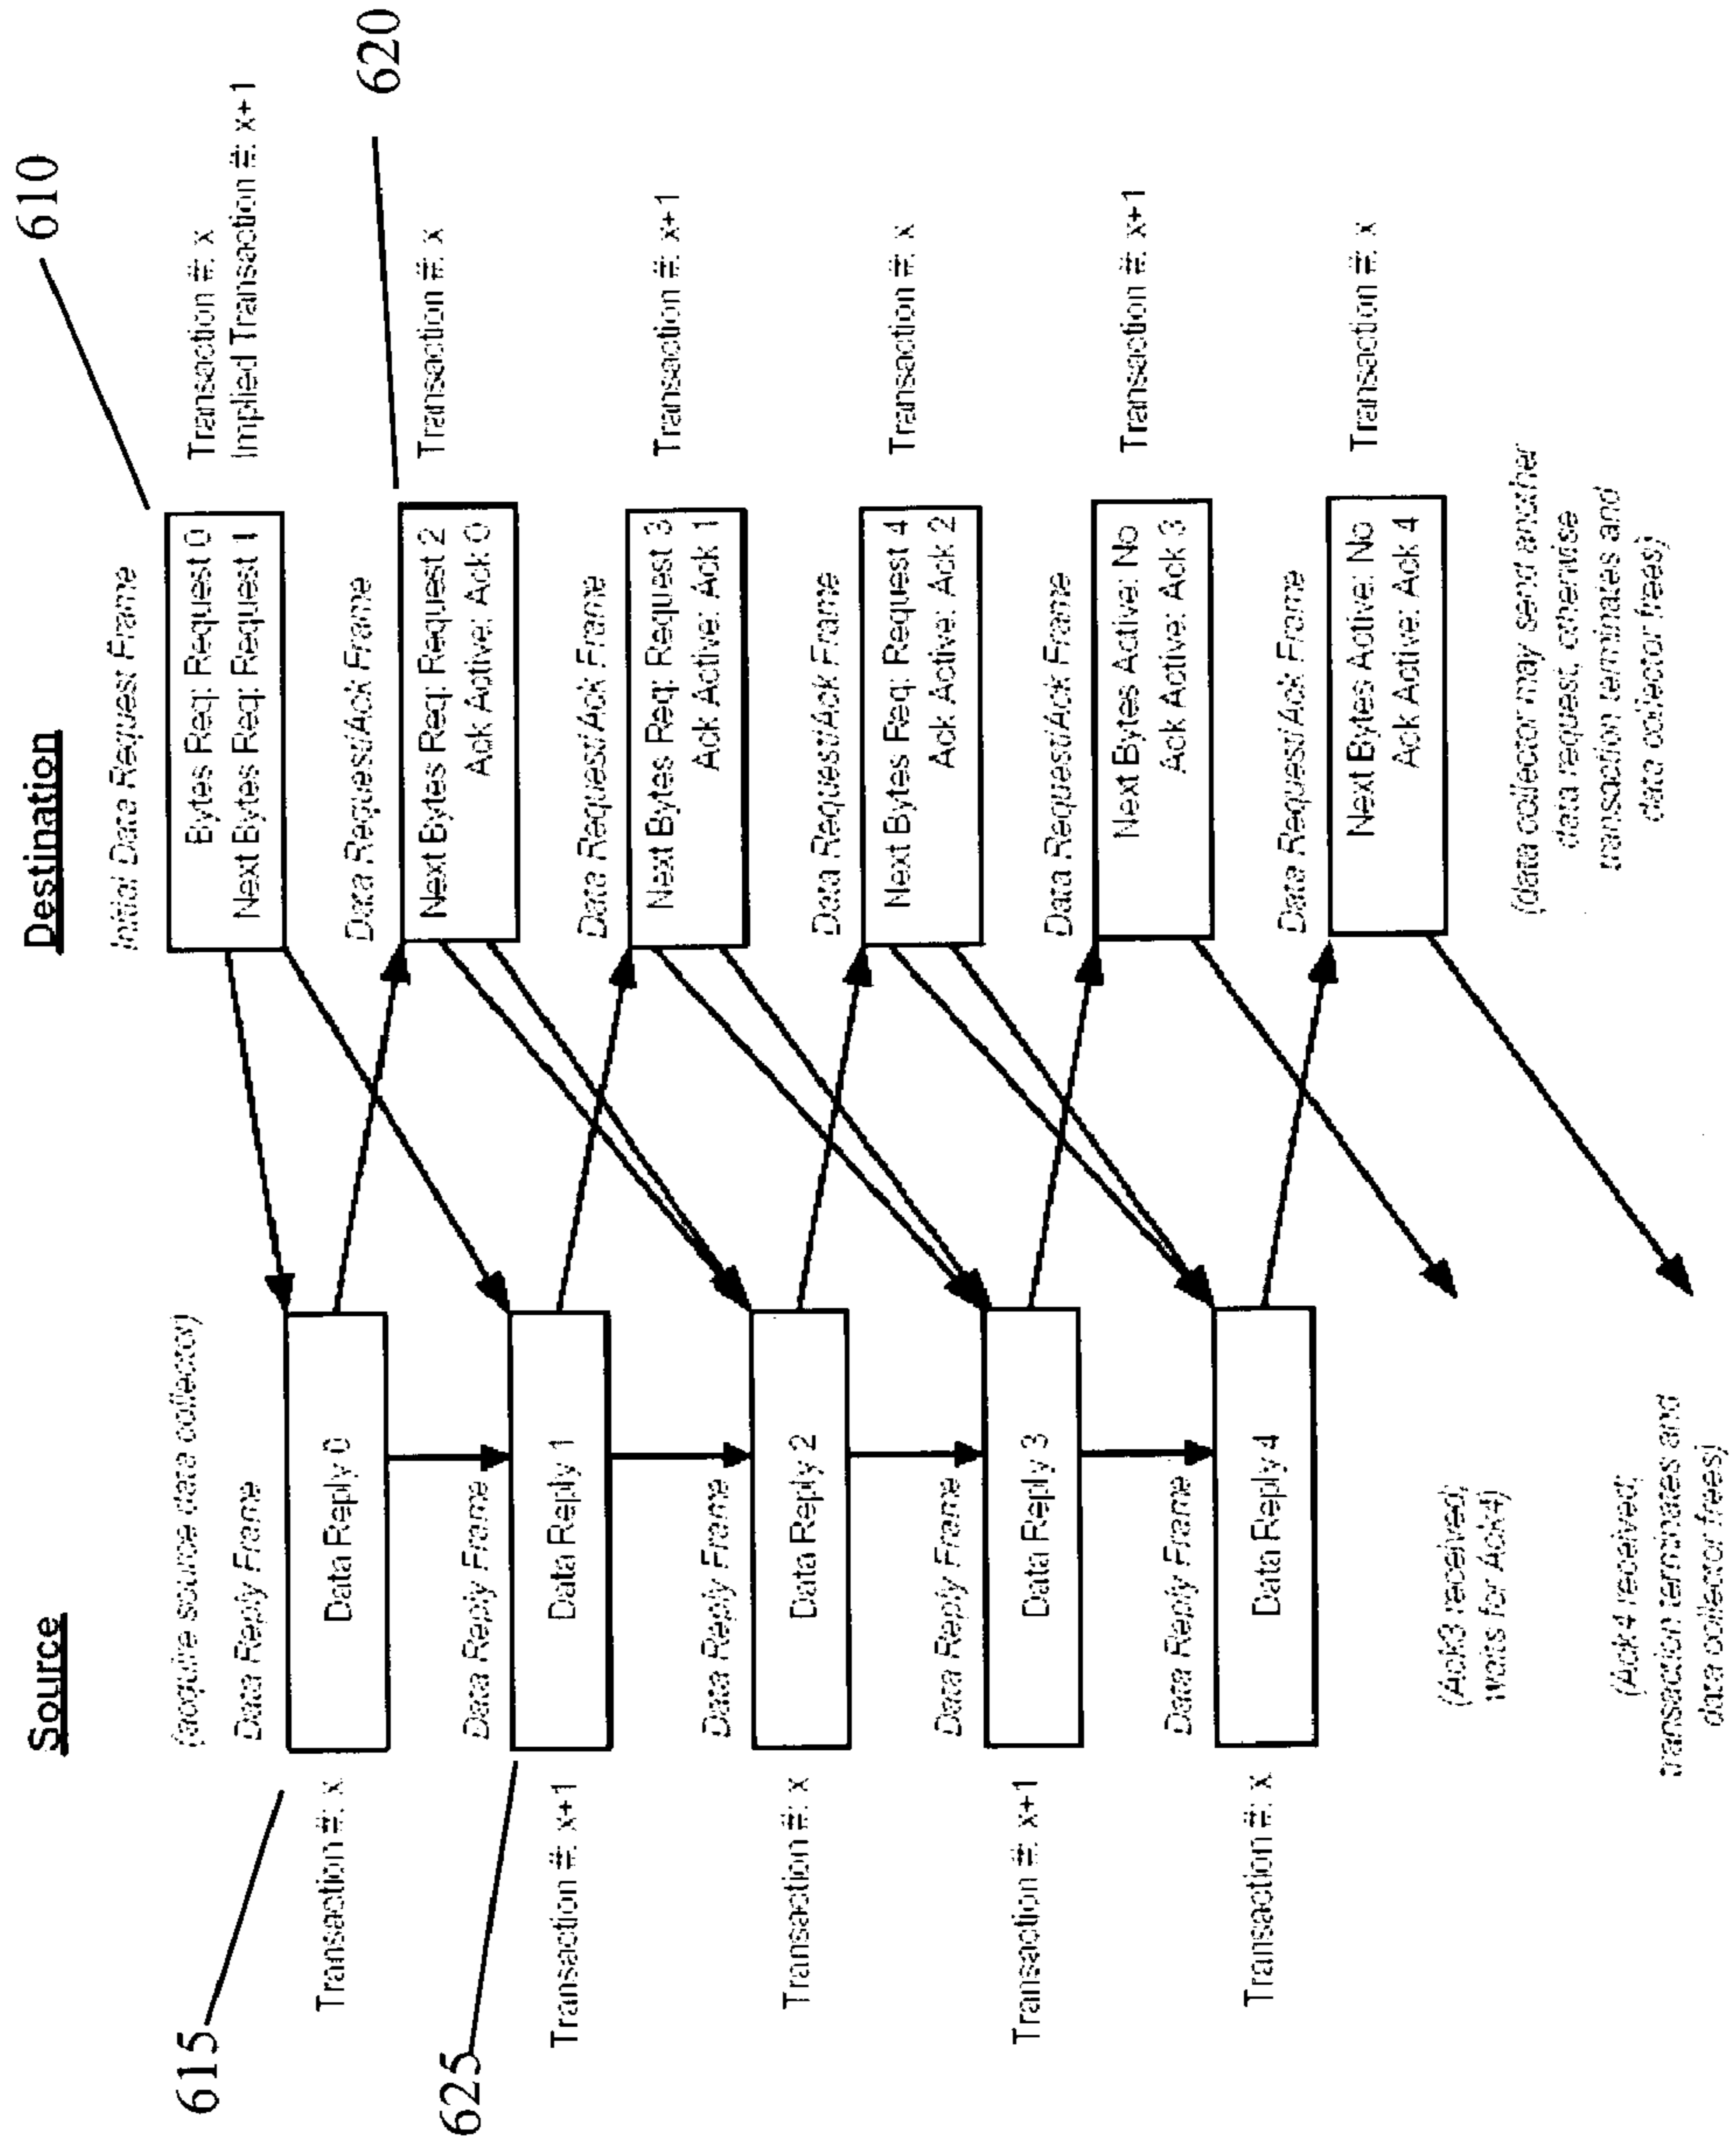 Source
Destination
610
620
615
625
(acquire source data collector)
Data Reply Frame
Data Reply 0
Transaction #: x
Data Reply Frame
Data Reply 1
Transaction #: x+1
Data Reply Frame
Data Reply 2
Transaction #: x
Data Reply Frame
Data Reply 3
Transaction #: x+1
Data Reply Frame
Data Reply 4
Transaction #: x
(Ack3 received;
waits for Ack4)
(Ack4 received;
transaction terminates and
data collector frees)
Initial Data Request Frame
Bytes Req: Request 0
Next Bytes Req: Request 1
Transaction #: x
Implied Transaction #: x+1
Data Request/Ack Frame
Next Bytes Req: Request 2
Ack Active: Ack 0
Transaction #: x
Data Request/Ack Frame
Next Bytes Req: Request 3
Ack Active: Ack 1
Transaction #: x+1
Data Request/Ack Frame
Next Bytes Req: Request 4
Ack Active: Ack 2
Transaction #: x
Data Request/Ack Frame
Next Bytes Active: No
Ack Active: Ack 3
Transaction #: x+1
Data Request/Ack Frame
Next Bytes Active: No
Ack Active: Ack 4
Transaction #: x
(data collector may send another
data request, otherwise
transaction terminates and
data collector frees)